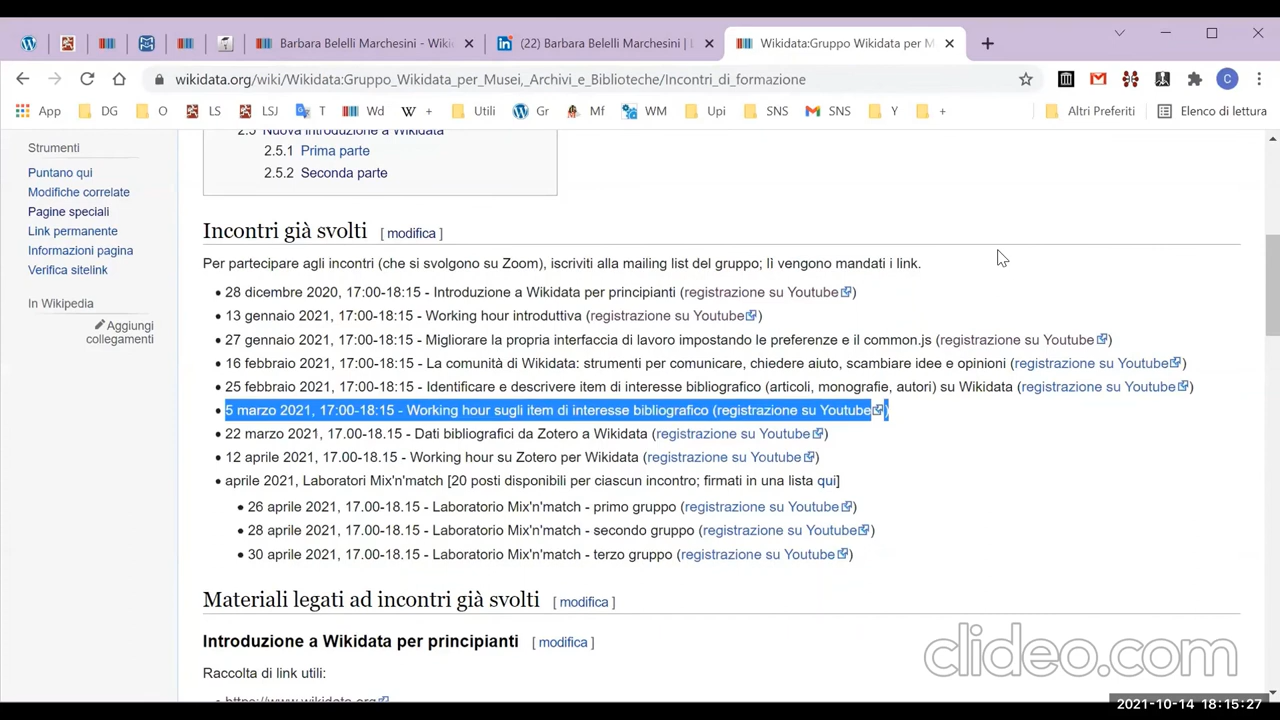 Barbara Belelli Marchesini - Wiki
(22) Barbara Belelli Marchesini | L
Wikidata:Gruppo Wikidata per M
wikidata.org/wiki/Wikidata:Gruppo_Wikidata_per_Musei,_Archivi_e_Biblioteche/Incontri_di_formazione
C
App DG O LS LSJ T Wd + Utili Gr Mf WM Upi SNS SNS Y + Altri Preferiti Elenco di lettura
Strumenti
Puntano qui
Modifiche correlate
Pagine speciali
Link permanente
Informazioni pagina
Verifica sitelink
In Wikipedia
Aggiungi
collegamenti
2.5 Nuova introduzione a Wikidata
2.5.1 Prima parte
2.5.2 Seconda parte
Incontri già svolti [ modifica ]
Per partecipare agli incontri (che si svolgono su Zoom), iscriviti alla mailing list del gruppo; lì vengono mandati i link.
28 dicembre 2020, 17:00-18:15 - Introduzione a Wikidata per principianti (registrazione su Youtube)
13 gennaio 2021, 17:00-18:15 - Working hour introduttiva (registrazione su Youtube)
27 gennaio 2021, 17:00-18:15 - Migliorare la propria interfaccia di lavoro impostando le preferenze e il common.js (registrazione su Youtube)
16 febbraio 2021, 17:00-18:15 - La comunità di Wikidata: strumenti per comunicare, chiedere aiuto, scambiare idee e opinioni (registrazione su Youtube)
25 febbraio 2021, 17:00-18:15 - Identificare e descrivere item di interesse bibliografico (articoli, monografie, autori) su Wikidata (registrazione su Youtube)
5 marzo 2021, 17:00-18:15 - Working hour sugli item di interesse bibliografico (registrazione su Youtube)
22 marzo 2021, 17.00-18.15 - Dati bibliografici da Zotero a Wikidata (registrazione su Youtube)
12 aprile 2021, 17.00-18.15 - Working hour su Zotero per Wikidata (registrazione su Youtube)
aprile 2021, Laboratori Mix'n'match [20 posti disponibili per ciascun incontro; firmati in una lista qui]
26 aprile 2021, 17.00-18.15 - Laboratorio Mix'n'match - primo gruppo (registrazione su Youtube)
28 aprile 2021, 17.00-18.15 - Laboratorio Mix'n'match - secondo gruppo (registrazione su Youtube)
30 aprile 2021, 17.00-18.15 - Laboratorio Mix'n'match - terzo gruppo (registrazione su Youtube)
Materiali legati ad incontri già svolti [ modifica ]
Introduzione a Wikidata per principianti [ modifica ]
Raccolta di link utili:
https://www.wikidata.org
clideo.com
2021-10-14 18:15:27